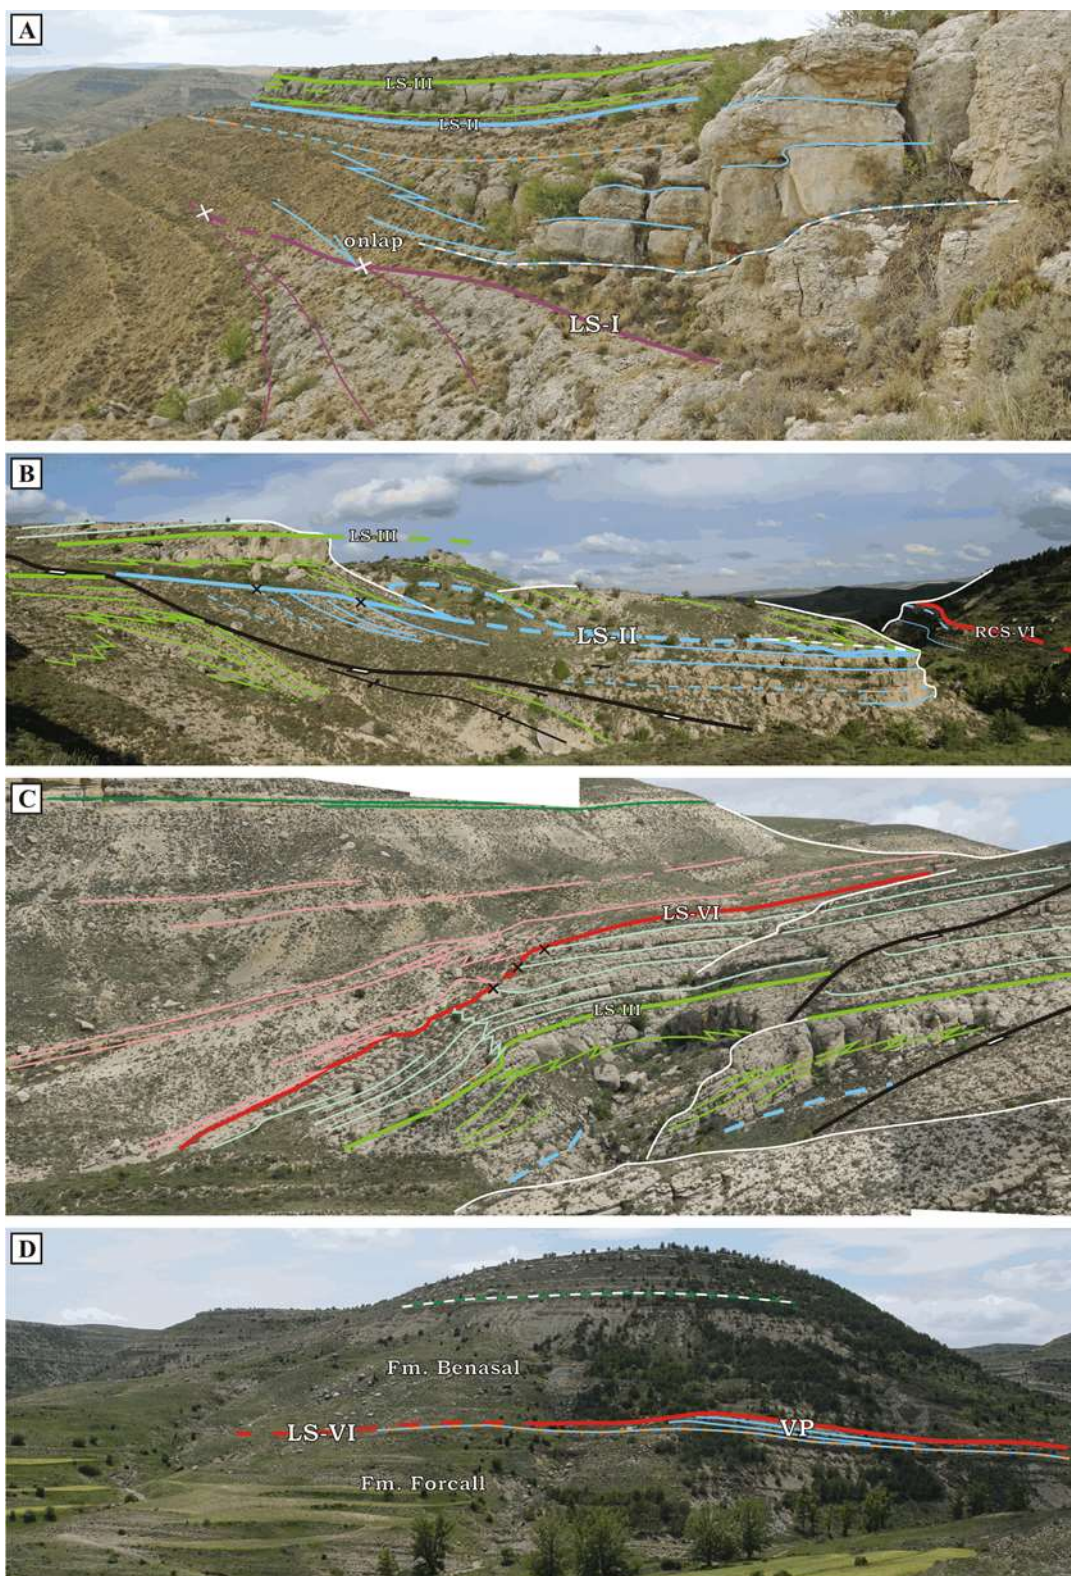 A
LS-III
LS-II
onlap
LS-I
B
LS-III
LS-II
RCS-VI
C
LS-VI
LS-III
D
Fm. Benasal
LS-VI
VP
Fm. Forcall